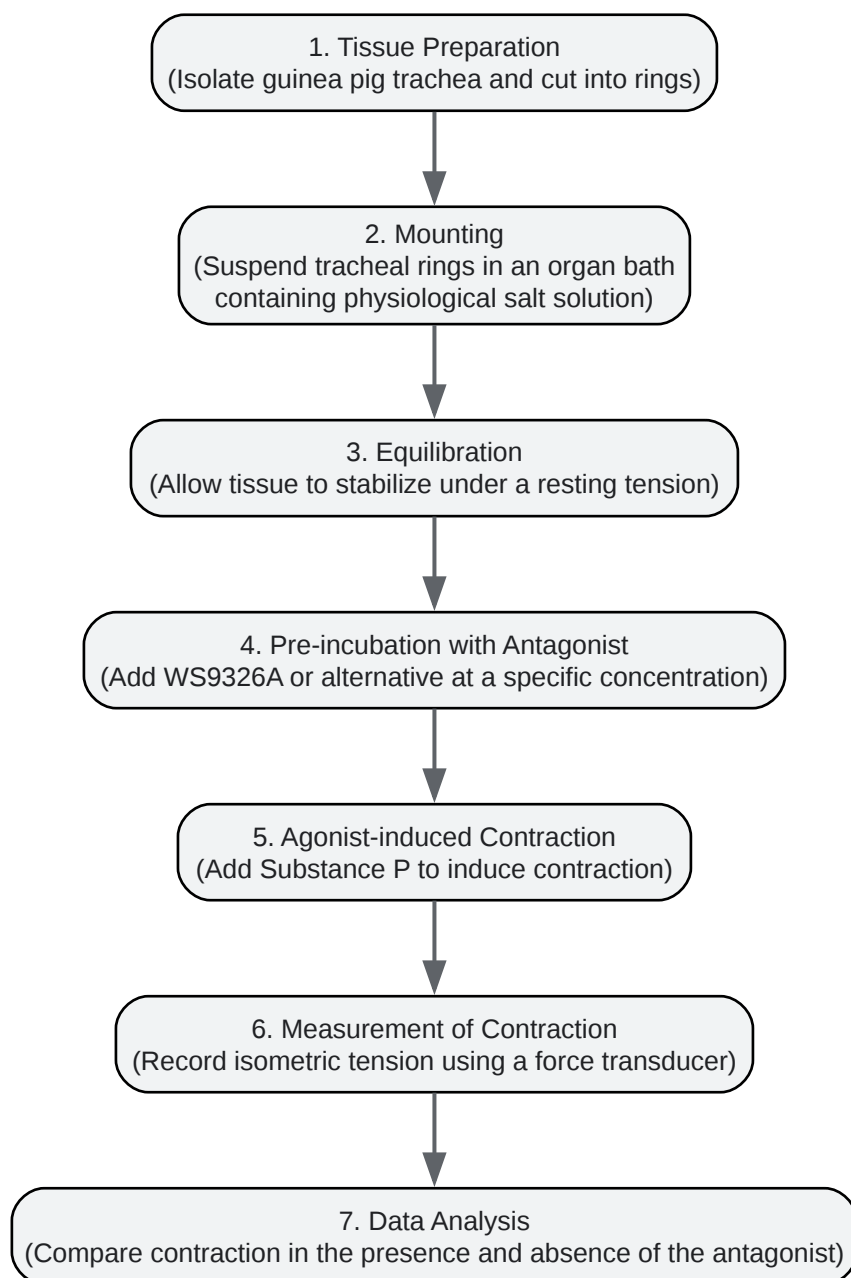 1. Tissue Preparation
(Isolate guinea pig trachea and cut into rings)
2. Mounting
(Suspend tracheal rings in an organ bath
containing physiological salt solution)
3. Equilibration
(Allow tissue to stabilize under a resting tension)
4. Pre-incubation with Antagonist
(Add WS9326A or alternative at a specific concentration)
5. Agonist-induced Contraction
(Add Substance P to induce contraction)
6. Measurement of Contraction
(Record isometric tension using a force transducer)
7. Data Analysis
(Compare contraction in the presence and absence of the antagonist)